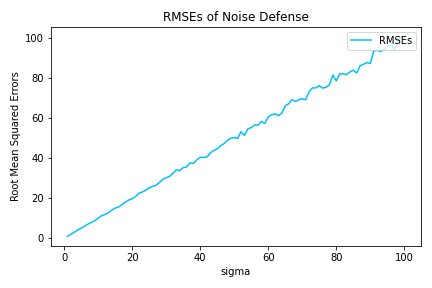 RMSEs of Noise Defense
RMSEs
Root Mean Squared Errors
100
80
60
40
20
0
0 20 40 60 80 100
sigma